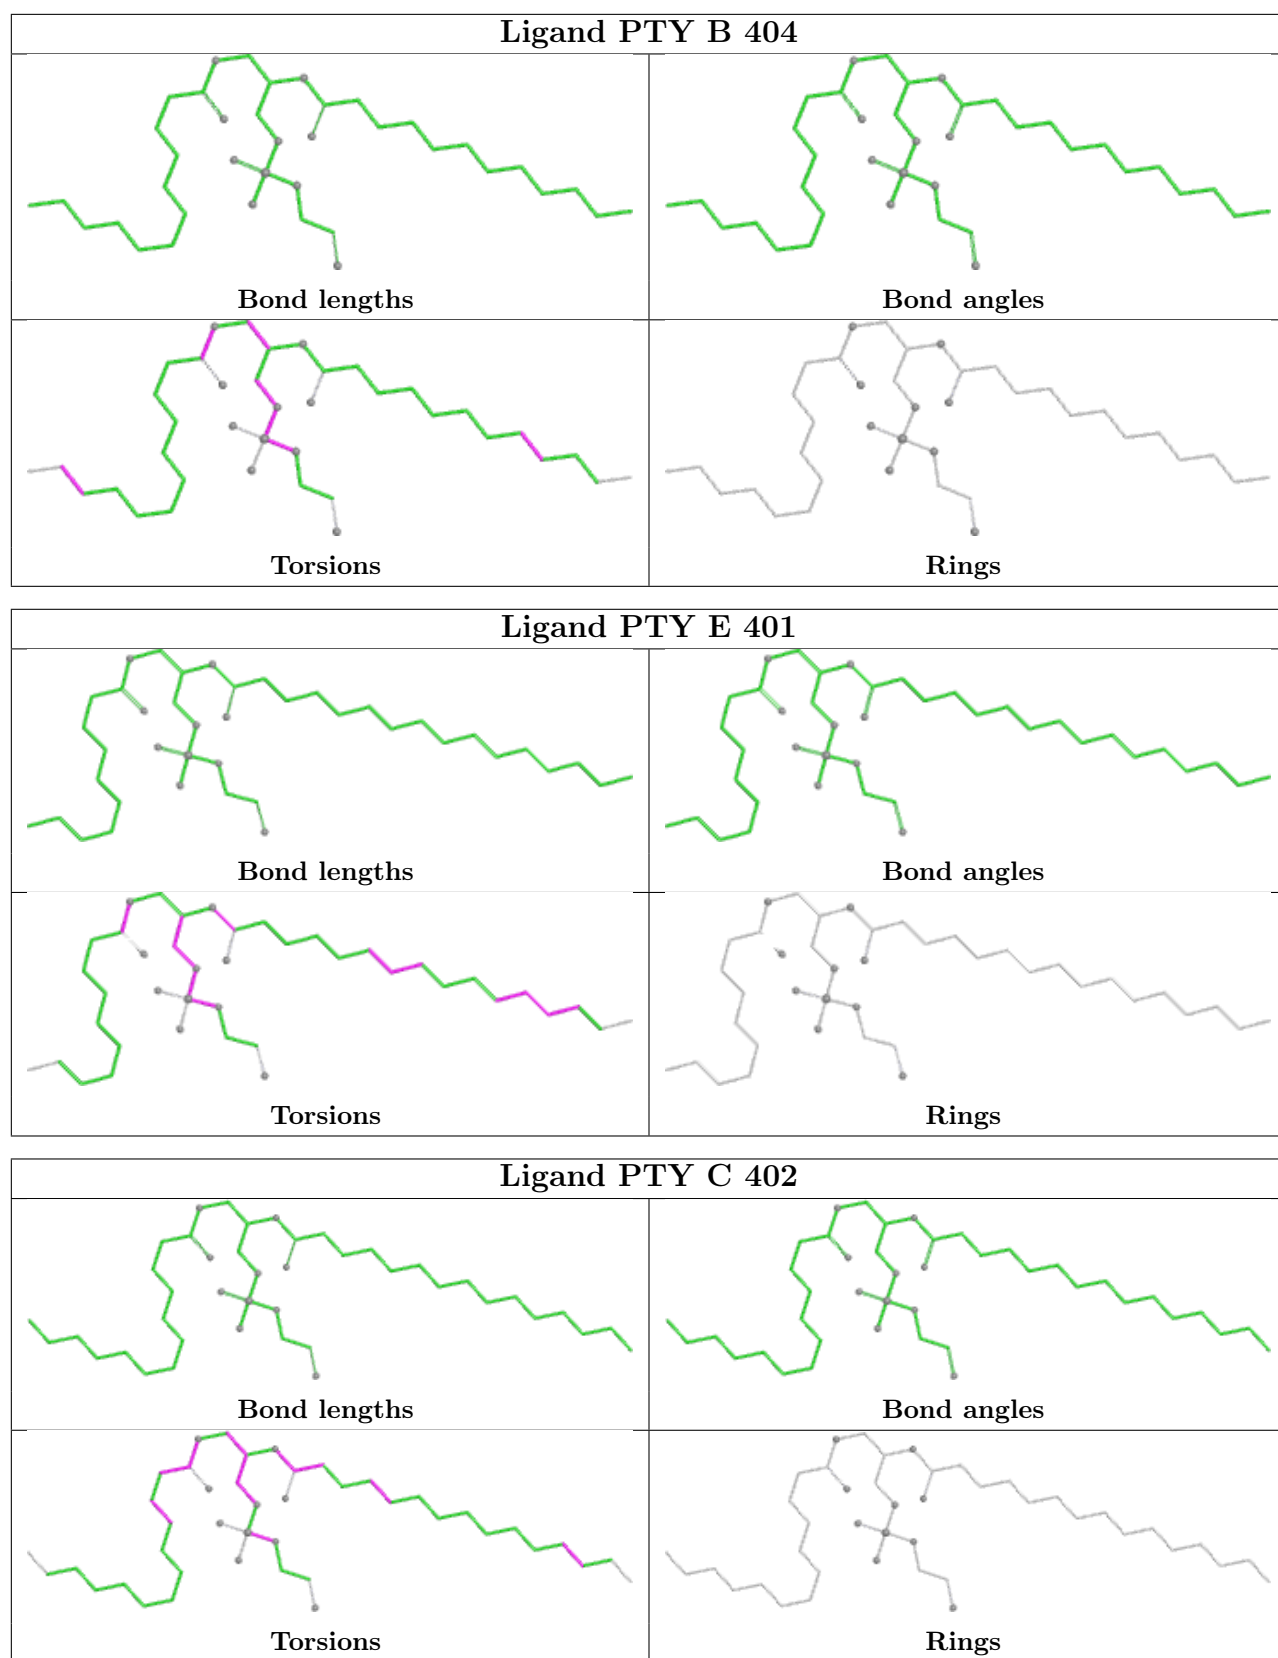 Ligand PTY B 404
Bond lengths
Bond angles
Torsions
Rings
Ligand PTY E 401
Bond lengths
Bond angles
Torsions
Rings
Ligand PTY C 402
Bond lengths
Bond angles
Torsions
Rings